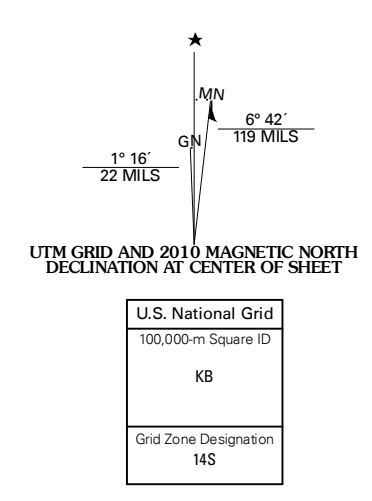 ★
MN
6° 42´
119 MILS
GN
1° 16´
22 MILS
UTM GRID AND 2010 MAGNETIC NORTH
DECLINATION AT CENTER OF SHEET
U.S. National Grid
100,000-m Square ID
KB
Grid Zone Designation
14S